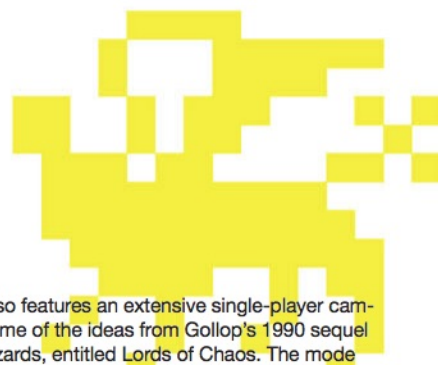 so features an extensive single-player cam-
me of the ideas from Gollop's 1990 sequel
zards, entitled Lords of Chaos. The mode